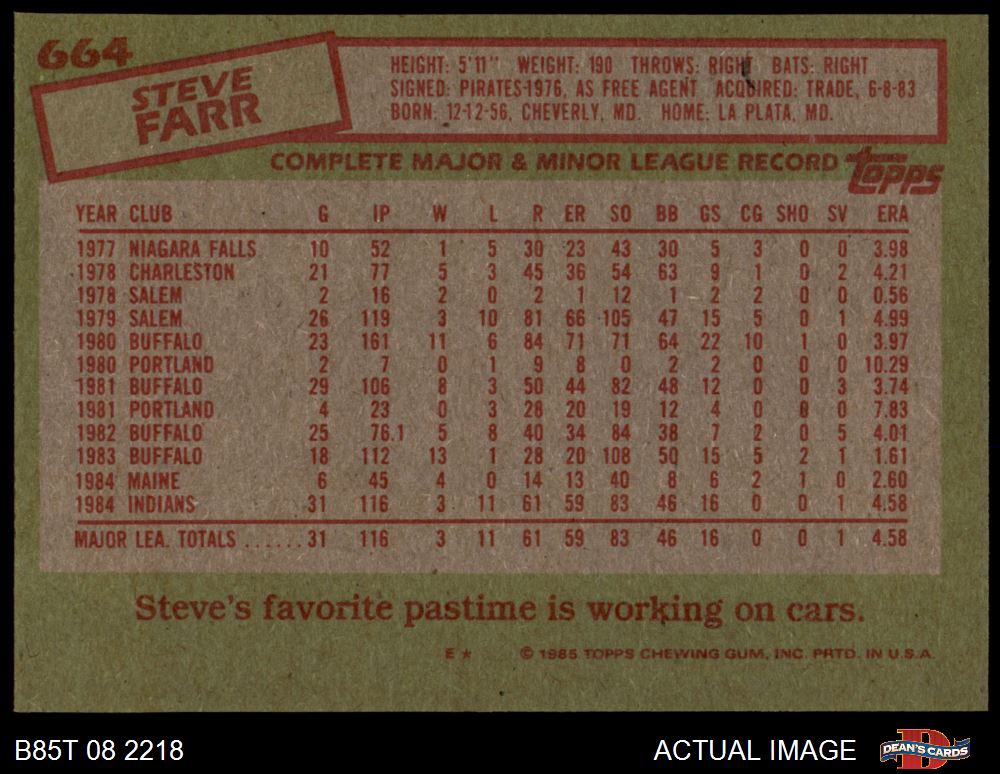 664
STEVE
FARR
HEIGHT: 5'11" WEIGHT: 190 THROWS: RIGHT BATS: RIGHT
SIGNED: PIRATES-1976, AS FREE AGENT ACQUIRED: TRADE, 6-8-83
BORN: 12-12-56, CHEVERLY, MD. HOME: LA PLATA, MD.
COMPLETE MAJOR & MINOR LEAGUE RECORD topps
YEAR CLUB G IP W L R ER SO BB GS CG SHO SV ERA
1977 NIAGARA FALLS 10 52 1 5 30 23 43 30 5 3 0 0 3.98
1978 CHARLESTON 21 77 5 3 45 36 54 63 9 1 0 2 4.21
1978 SALEM 2 16 2 0 2 1 12 1 2 2 0 0 0.56
1979 SALEM 26 119 3 10 81 66 105 47 15 5 0 1 4.99
1980 BUFFALO 23 161 11 6 84 71 71 64 22 10 1 0 3.97
1980 PORTLAND 2 7 0 1 9 8 0 2 2 0 0 0 10.29
1981 BUFFALO 29 106 8 3 50 44 82 48 12 0 0 3 3.74
1981 PORTLAND 4 23 0 3 28 20 19 12 4 0 0 0 7.83
1982 BUFFALO 25 76.1 5 8 40 34 84 38 7 2 0 5 4.01
1983 BUFFALO 18 112 13 1 28 20 108 50 15 5 2 1 1.61
1984 MAINE 6 45 4 0 14 13 40 8 6 2 1 0 2.60
1984 INDIANS 31 116 3 11 61 59 83 46 16 0 0 1 4.58
MAJOR LEA. TOTALS ......31 116 3 11 61 59 83 46 16 0 0 1 4.58
Steve's favorite pastime is working on cars.
E * © 1985 TOPPS CHEWING GUM, INC. PRTD. IN U.S.A.
B85T 08 2218 ACTUAL IMAGE DEAN'S CARDS